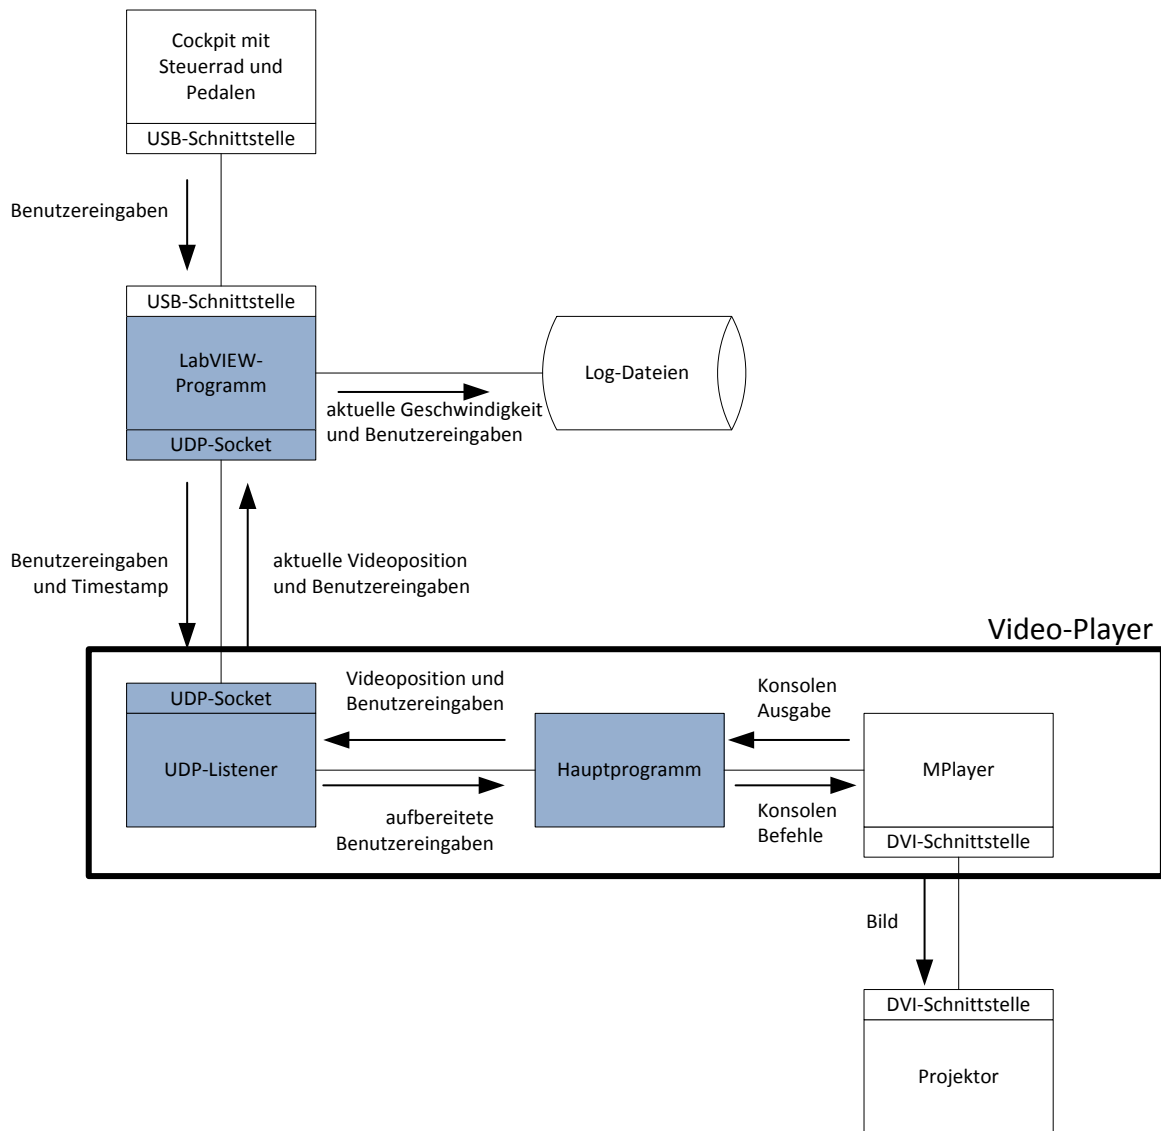 Cockpit mit
Steuerrad und
Pedalen
USB-Schnittstelle
Benutzereingaben
USB-Schnittstelle
LabVIEW-
Programm
UDP-Socket
Log-Dateien
aktuelle Geschwindigkeit
und Benutzereingaben
Benutzereingaben
und Timestamp
aktuelle Videoposition
und Benutzereingaben
Video-Player
UDP-Socket
UDP-Listener
Videoposition und
Benutzereingaben
aufbereitete
Benutzereingaben
Hauptprogramm
Konsolen
Ausgabe
Konsolen
Befehle
MPlayer
DVI-Schnittstelle
Bild
DVI-Schnittstelle
Projektor